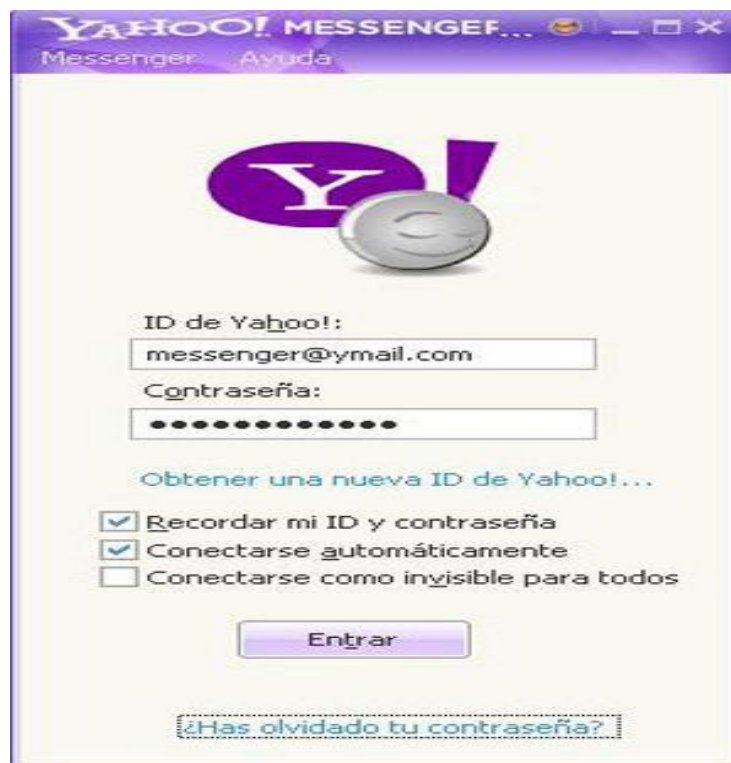 YAHOO! MESSENGER...
Messenger Ayuda
Y!
ID de Yahoo!:
messenger@ymail.com
Contraseña:
••••••••••••
Obtener una nueva ID de Yahoo!...
Recordar mi ID y contraseña
Conectarse automáticamente
Conectarse como invisible para todos
Entrar
¿Has olvidado tu contraseña?